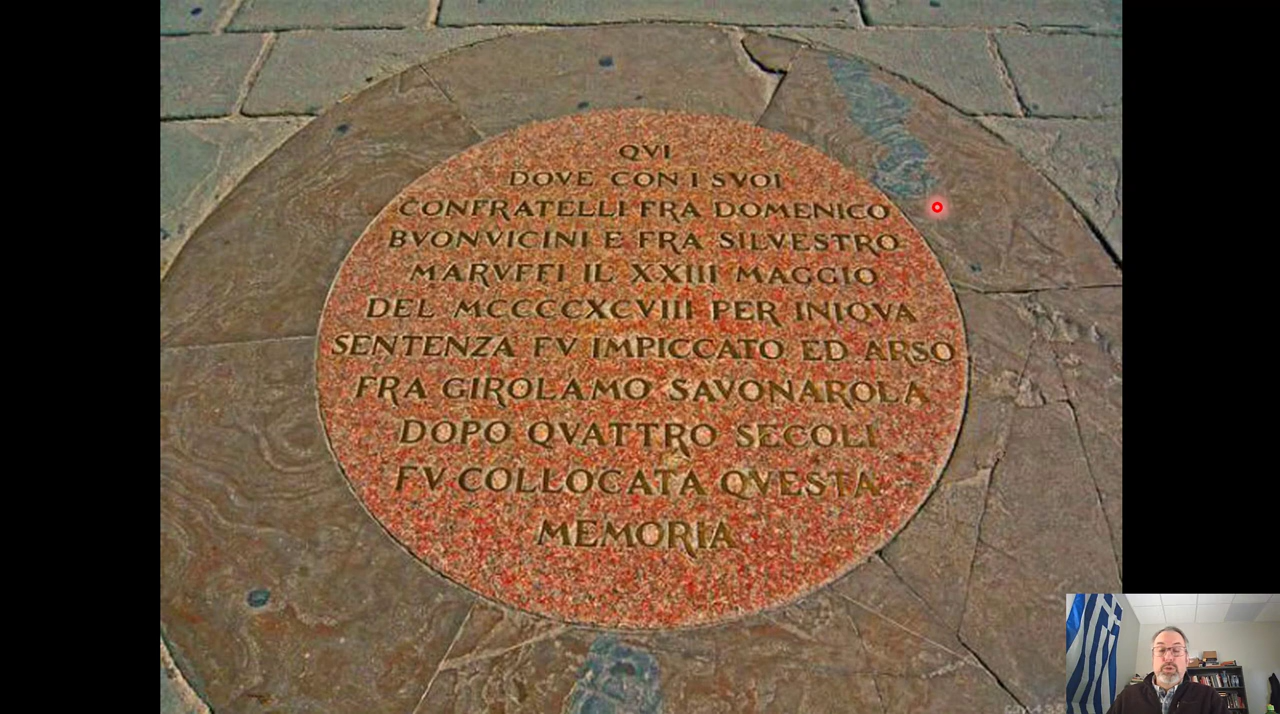 QVI
DOVE CON I SVOI
CONFRATELLI FRA DOMENICO
BVONVICINI E FRA SILVESTRO
MARVFFI IL XXIII MAGGIO
DEL MCCCCXCVIII PER INIQVA
SENTENZA FV IMPICCATO ED ARSO
FRA GIROLAMO SAVONAROLA
DOPO QVATTRO SECOLI
FV COLLOCATA QVESTA
MEMORIA